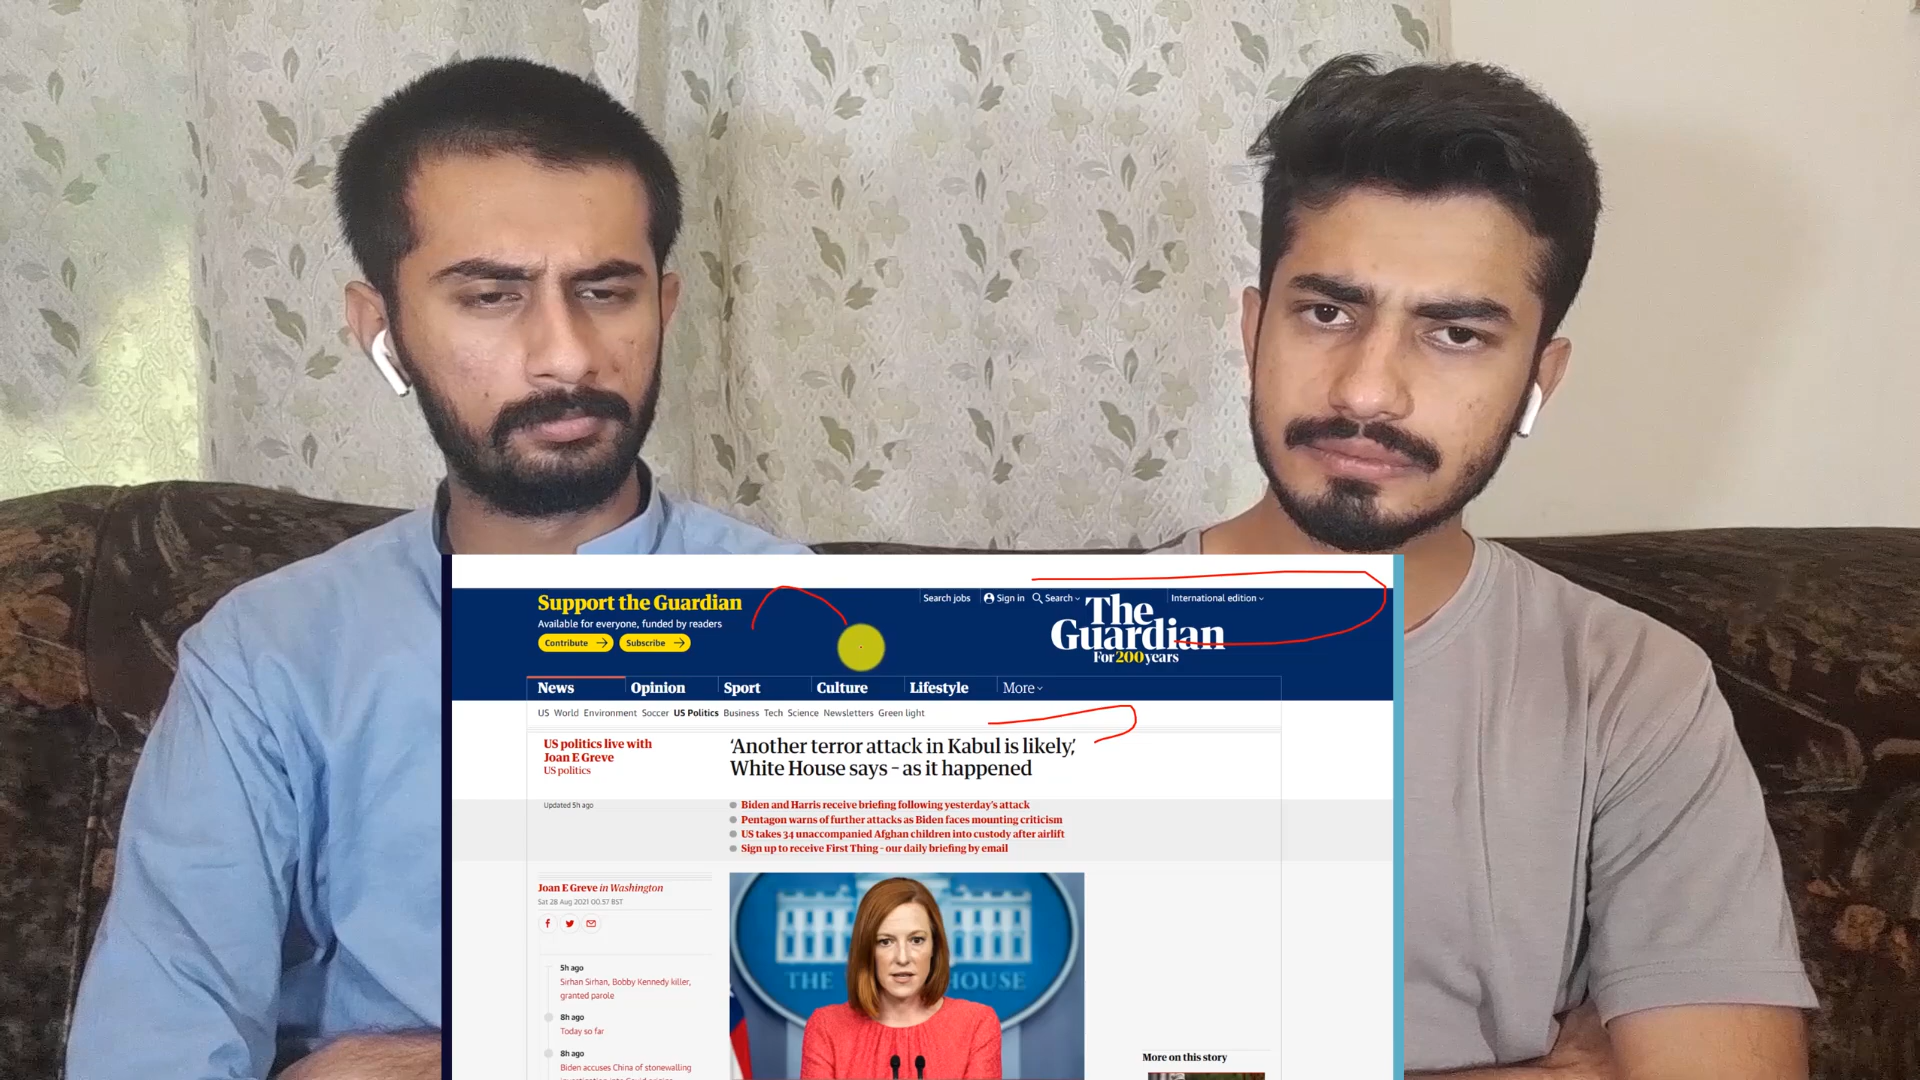 Support the Guardian
Available for everyone, funded by readers
Contribute
Subscribe
Search jobs
Sign in
Search
International edition
The
Guardian
For 200 years
News
Opinion
Sport
Culture
Lifestyle
More
US World Environment Soccer US Politics Business Tech Science Newsletters Green light
US politics live with
Joan E Greve
US politics
‘Another terror attack in Kabul is likely,’
White House says – as it happened
Updated 5h ago
Biden and Harris receive briefing following yesterday's attack
Pentagon warns of further attacks as Biden faces mounting criticism
US takes 34 unaccompanied Afghan children into custody after airlift
Sign up to receive First Thing – our daily briefing by email
Joan E Greve in Washington
Sat 28 Aug 2021 00.57 BST
5h ago
Sirhan Sirhan, Bobby Kennedy killer,
granted parole
8h ago
Today so far
8h ago
Biden accuses China of stonewalling
THE
HOUSE
More on this story